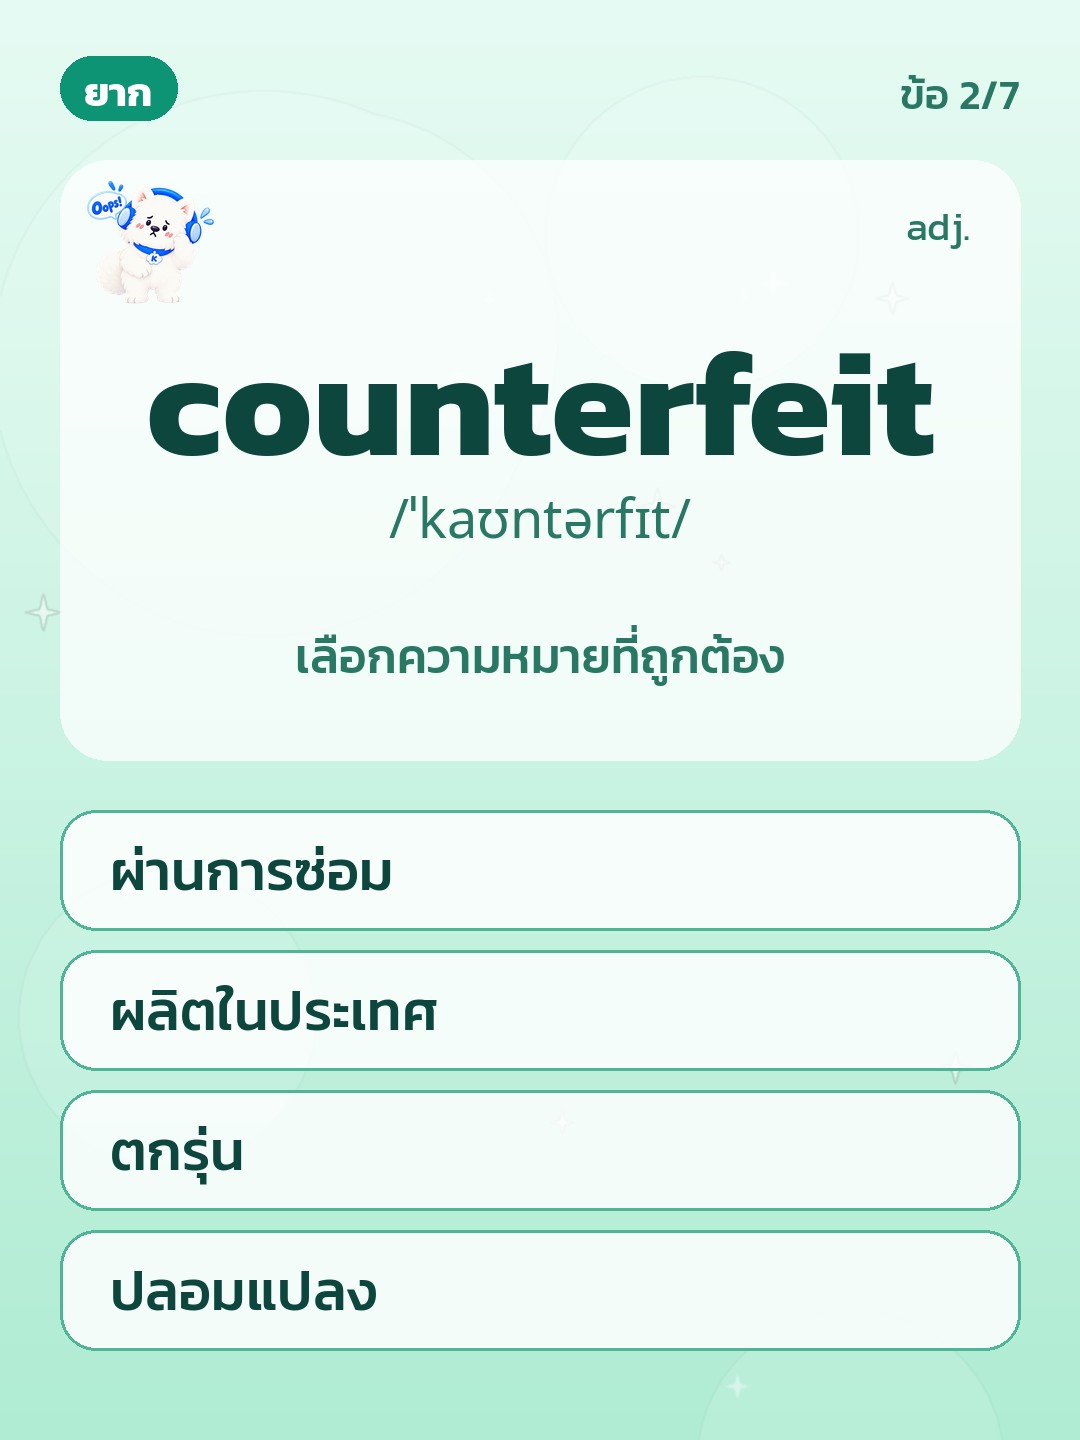 ยาก
ข้อ 2/7
Oops!
adj.
K
counterfeit
/ˈkaʊntərfɪt/
เลือกความหมายที่ถูกต้อง
ผ่านการซ่อม
ผลิตในประเทศ
ตกรุ่น
ปลอมแปลง